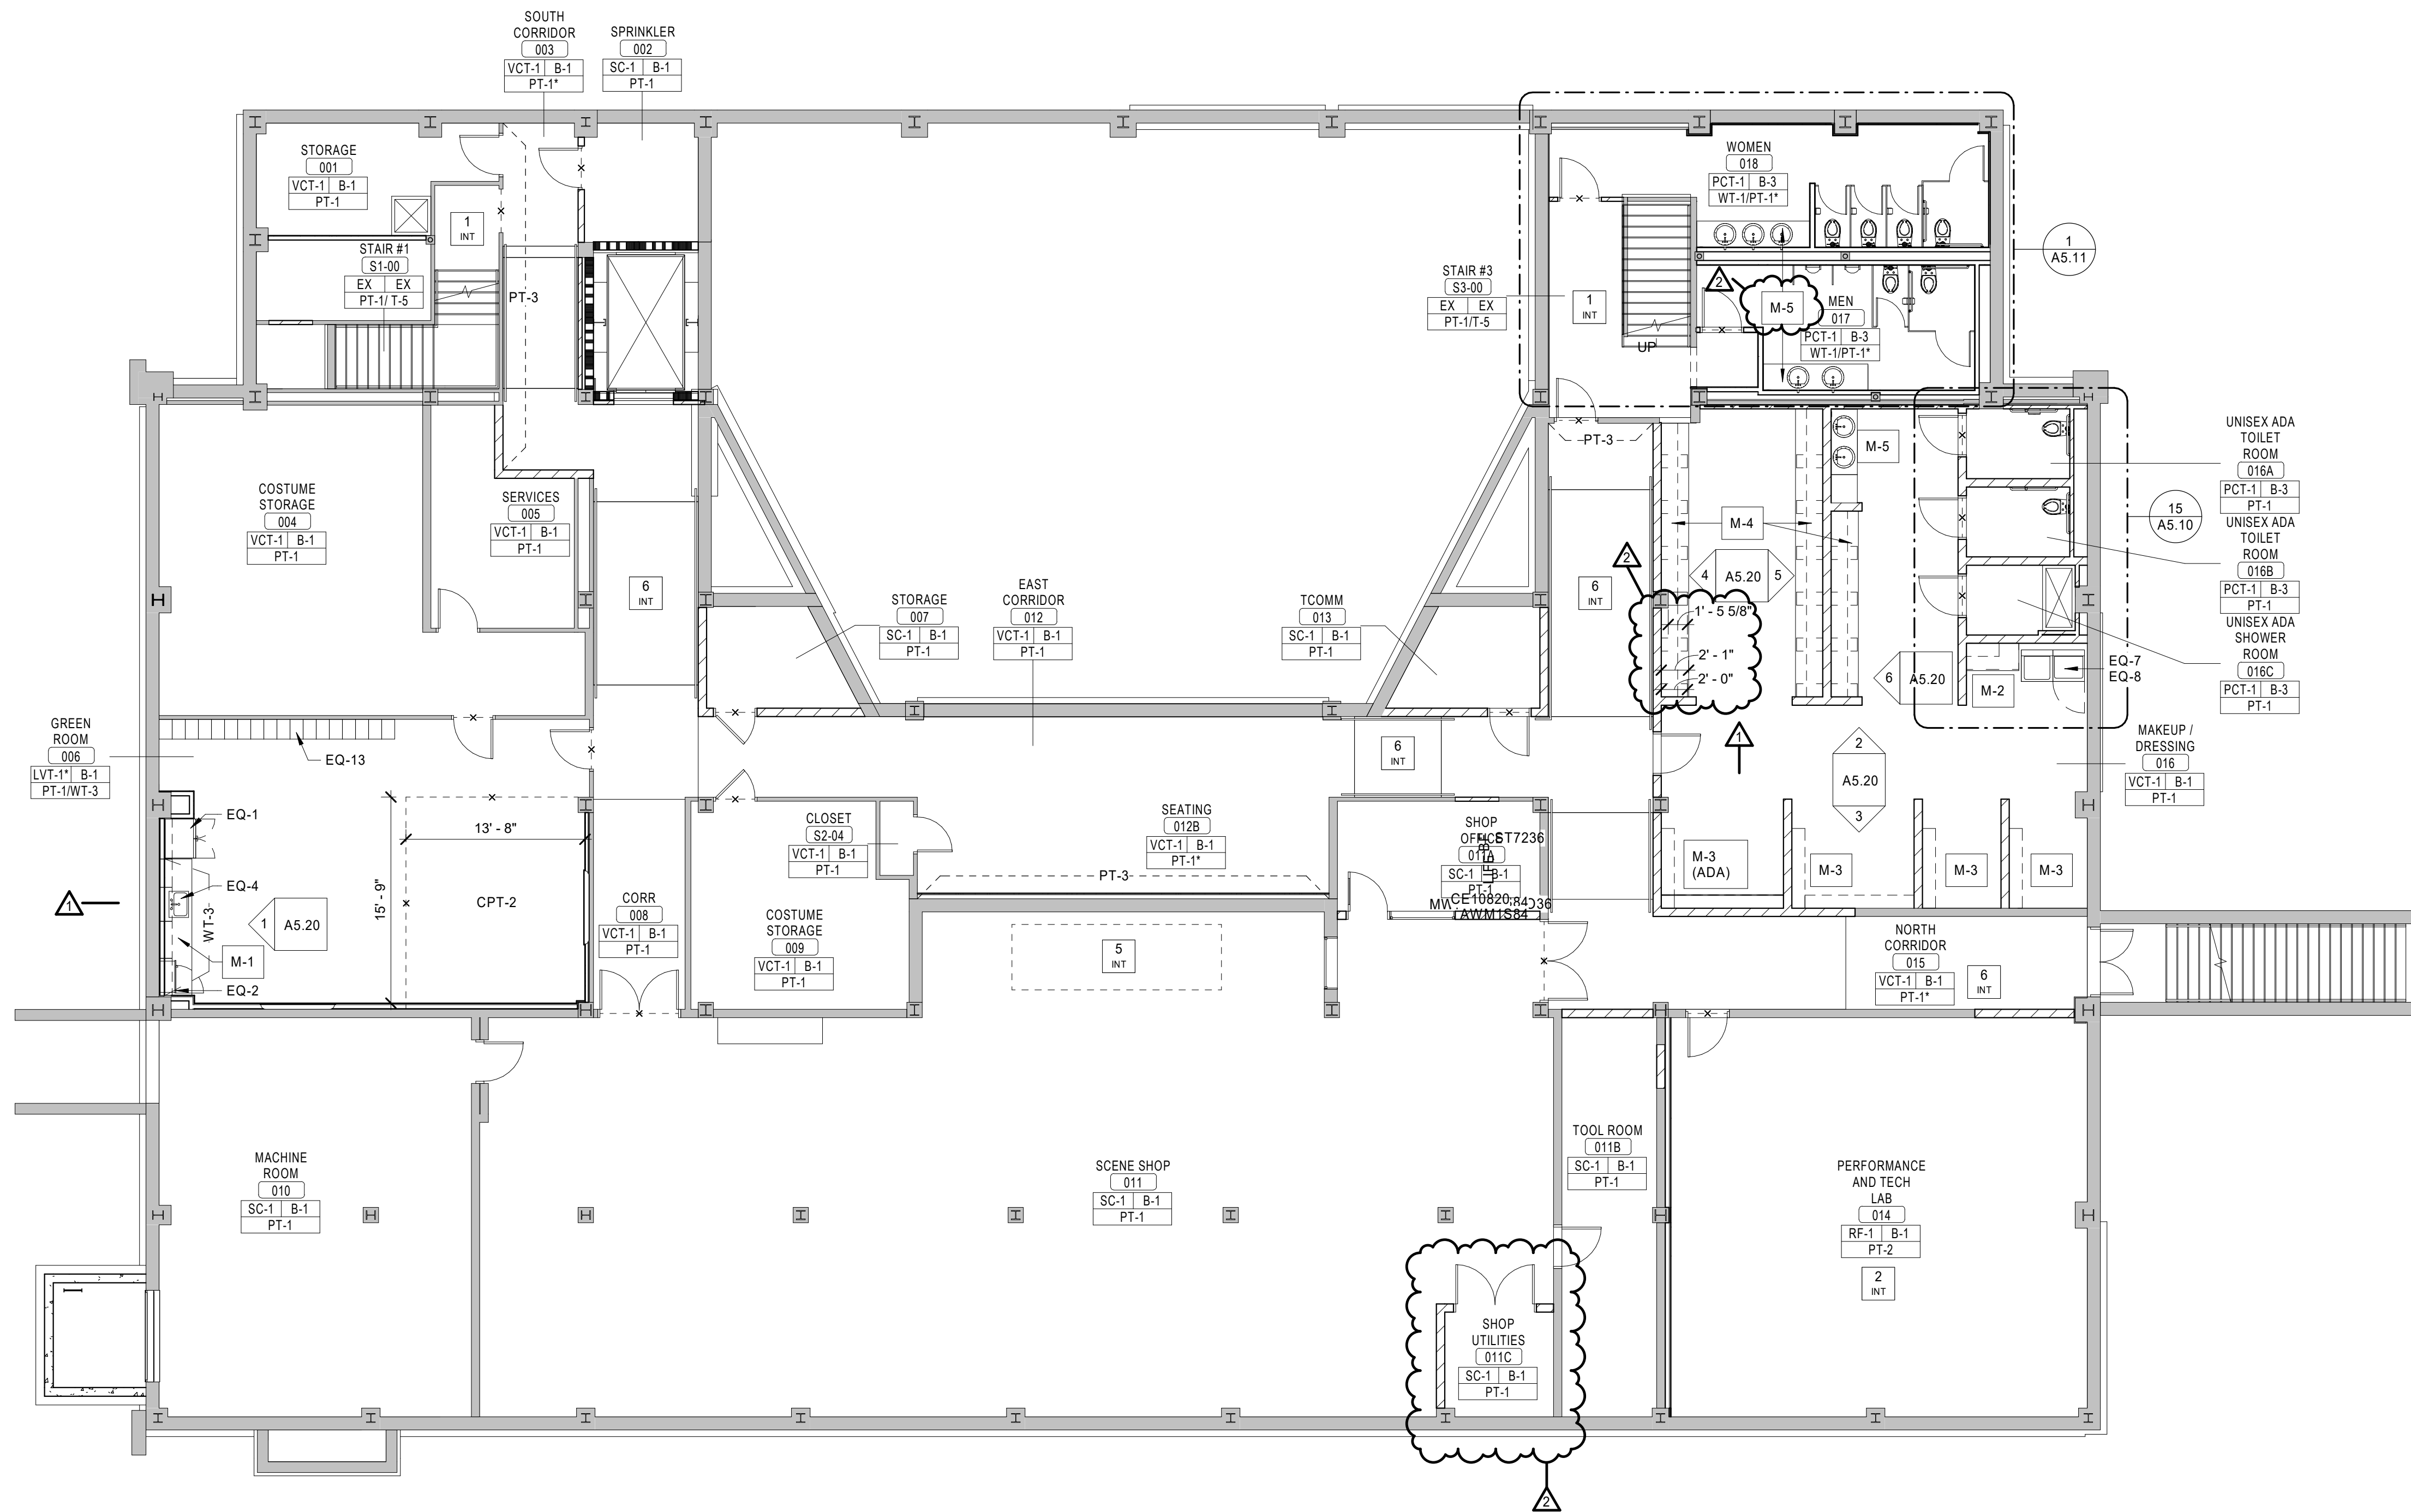 SOUTH
CORRIDOR
003
VCT-1 B-1
PT-1*
SPRINKLER
002
SC-1 B-1
PT-1
STORAGE
001
VCT-1 B-1
PT-1
1
INT
STAIR #1
S1-00
EX EX
PT-1/ T-5
PT-3
WOMEN
018
PCT-1 B-3
WT-1/PT-1*
1
A5.11
STAIR #3
S3-00
EX EX
PT-1/T-5
1
INT
UP
2
M-5
MEN
017
PCT-1 B-3
WT-1/PT-1*
PT-3
M-5
UNISEX ADA
TOILET
ROOM
016A
PCT-1 B-3
PT-1
UNISEX ADA
TOILET
ROOM
016B
PCT-1 B-3
PT-1
UNISEX ADA
SHOWER
ROOM
016C
PCT-1 B-3
PT-1
15
A5.10
COSTUME
STORAGE
004
VCT-1 B-1
PT-1
SERVICES
005
VCT-1 B-1
PT-1
6
INT
M-4
2
4 A5.20 5
1' - 5 5/8"
2' - 1"
2' - 0"
STORAGE
007
SC-1 B-1
PT-1
EAST
CORRIDOR
012
VCT-1 B-1
PT-1
TCOMM
013
SC-1 B-1
PT-1
6
INT
6 A5.20
M-2
EQ-7
EQ-8
GREEN
ROOM
006
LVT-1* B-1
PT-1/WT-3
EQ-13
6
INT
1
2
A5.20
3
MAKEUP /
DRESSING
016
VCT-1 B-1
PT-1
EQ-1
13' - 8"
15' - 9"
EQ-4
CPT-2
WT-3
1 A5.20
1
M-1
EQ-2
CORR
008
VCT-1 B-1
PT-1
CLOSET
S2-04
VCT-1 B-1
PT-1
COSTUME
STORAGE
009
VCT-1 B-1
PT-1
SEATING
012B
VCT-1 B-1
PT-1*
PT-3
5
INT
SHOP
OFFICE
ST7236
011A
SC-1 B-1
PT-1
M-3
(ADA)
M-3
M-3
M-3
NORTH
CORRIDOR
015
VCT-1 B-1
PT-1*
6
INT
MACHINE
ROOM
010
SC-1 B-1
PT-1
SCENE SHOP
011
SC-1 B-1
PT-1
TOOL ROOM
011B
SC-1 B-1
PT-1
PERFORMANCE
AND TECH
LAB
014
RF-1 B-1
PT-2
2
INT
SHOP
UTILITIES
011C
SC-1 B-1
PT-1
2